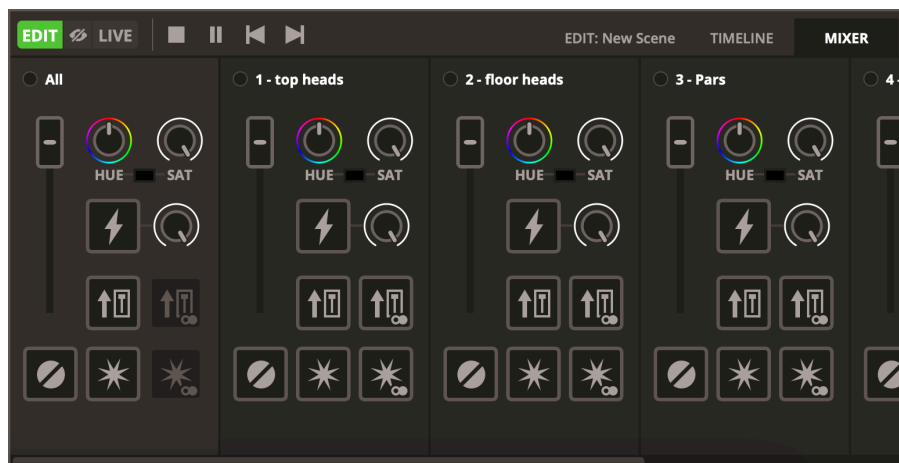 EDIT LIVE EDIT: New Scene TIMELINE MIXER
All 1 - top heads 2 - floor heads 3 - Pars 4 -
HUE SAT HUE SAT HUE SAT HUE SAT